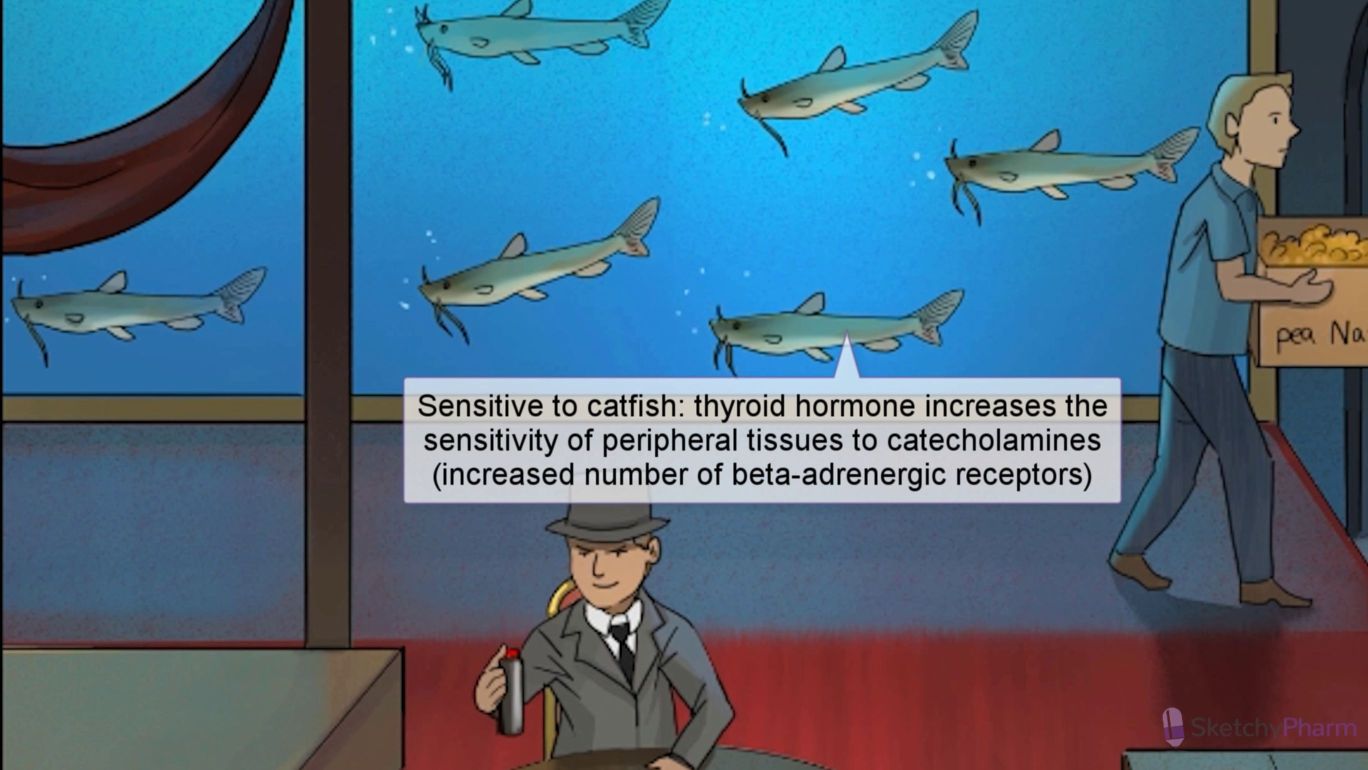 pea Na
Sensitive to catfish: thyroid hormone increases the
sensitivity of peripheral tissues to catecholamines
(increased number of beta-adrenergic receptors)
SketchyPharm